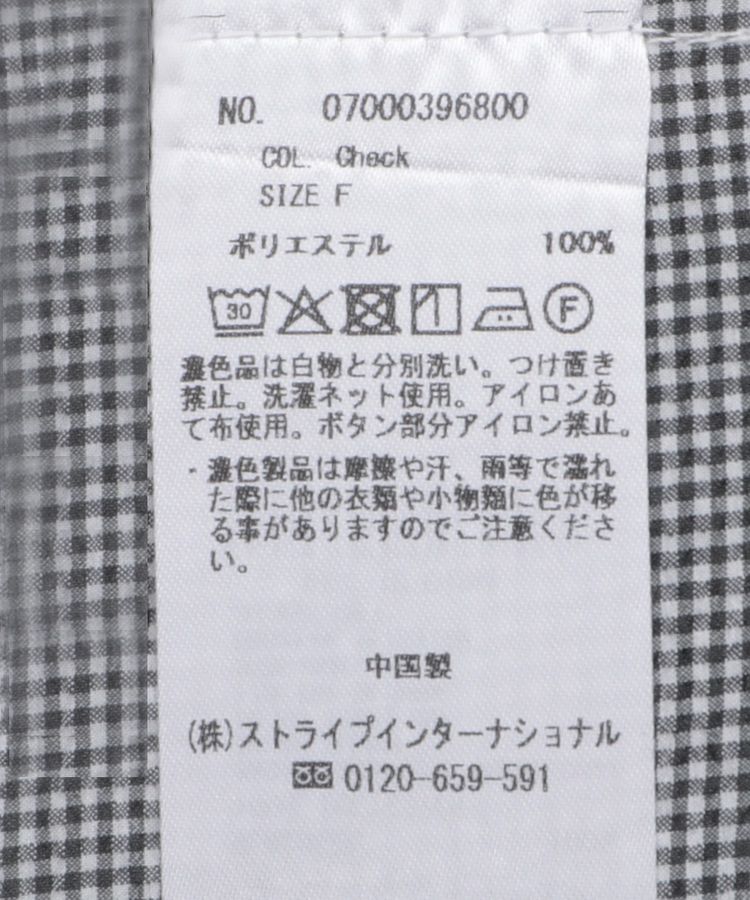 NO. 07000396800
COL. Check
SIZE F
ポリエステル 100%
30
F
濃色品は白物と分別洗い。つけ置き
禁止。洗濯ネット使用。アイロンあ
て布使用。ボタン部分アイロン禁止。
・濃色製品は摩擦や汗、雨等で濡れ
た際に他の衣類や小物類に色が移
る事がありますのでご注意くださ
い。
中国製
(株)ストライプインターナショナル
0120-659-591